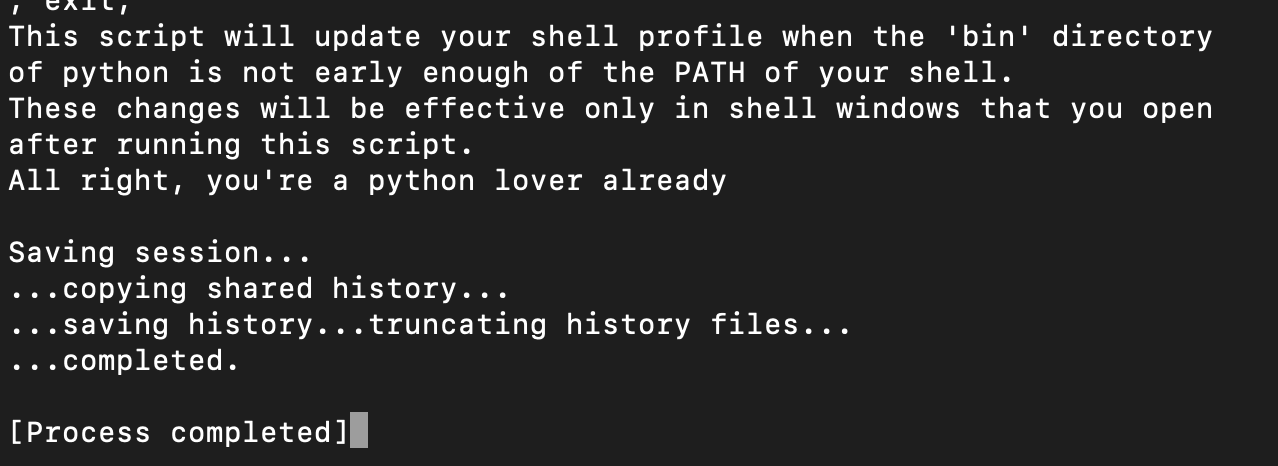 , exit,
This script will update your shell profile when the 'bin' directory
of python is not early enough of the PATH of your shell.
These changes will be effective only in shell windows that you open
after running this script.
All right, you're a python lover already
Saving session...
...copying shared history...
...saving history...truncating history files...
...completed.
[Process completed]